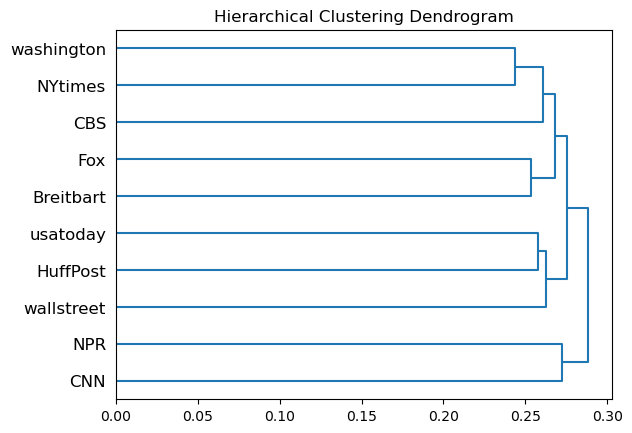 Hierarchical Clustering Dendrogram
washington
NYtimes
CBS
Fox
Breitbart
usatoday
HuffPost
wallstreet
NPR
CNN
0.00 0.05 0.10 0.15 0.20 0.25 0.30